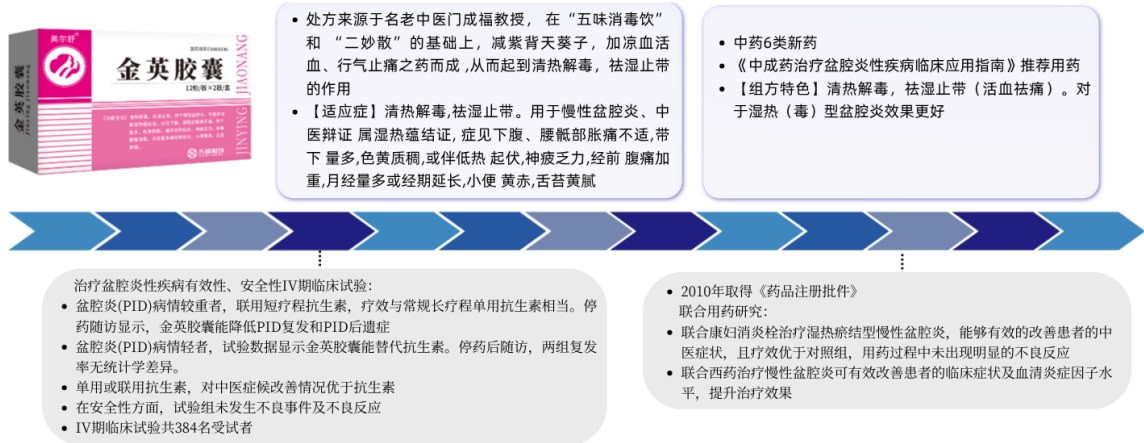 美尔舒®
金英胶囊
12粒/板×2板/盒
JIAONANG
JINYING
金英胶囊
方盛制药
处方来源于名老中医门成福教授， 在“五味消毒饮”
和 “二妙散”的基础上，减紫背天葵子，加凉血活
血、行气止痛之药而成 ,从而起到清热解毒，祛湿止带
的作用
【适应症】清热解毒,祛湿止带。用于慢性盆腔炎、中
医辩证 属湿热蕴结证, 症见下腹、腰骶部胀痛不适,带
下 量多,色黄质稠,或伴低热 起伏,神疲乏力,经前 腹痛加
重,月经量多或经期延长,小便 黄赤,舌苔黄腻
中药6类新药
《中成药治疗盆腔炎性疾病临床应用指南》推荐用药
【组方特色】清热解毒，祛湿止带（活血祛痛）。对
于湿热（毒）型盆腔炎效果更好
治疗盆腔炎性疾病有效性、安全性IV期临床试验：
盆腔炎(PID)病情较重者，联用短疗程抗生素，疗效与常规长疗程单用抗生素相当。停
药随访显示，金英胶囊能降低PID复发和PID后遗症
盆腔炎(PID)病情轻者，试验数据显示金英胶囊能替代抗生素。停药后随访，两组复发
率无统计学差异。
单用或联用抗生素，对中医症候改善情况优于抗生素
在安全性方面，试验组未发生不良事件及不良反应
IV期临床试验共384名受试者
2010年取得《药品注册批件》
联合用药研究：
联合康妇消炎栓治疗湿热瘀结型慢性盆腔炎，能够有效的改善患者的中
医症状，且疗效优于对照组，用药过程中未出现明显的不良反应
联合西药治疗慢性盆腔炎可有效改善患者的临床症状及血清炎症因子水
平，提升治疗效果